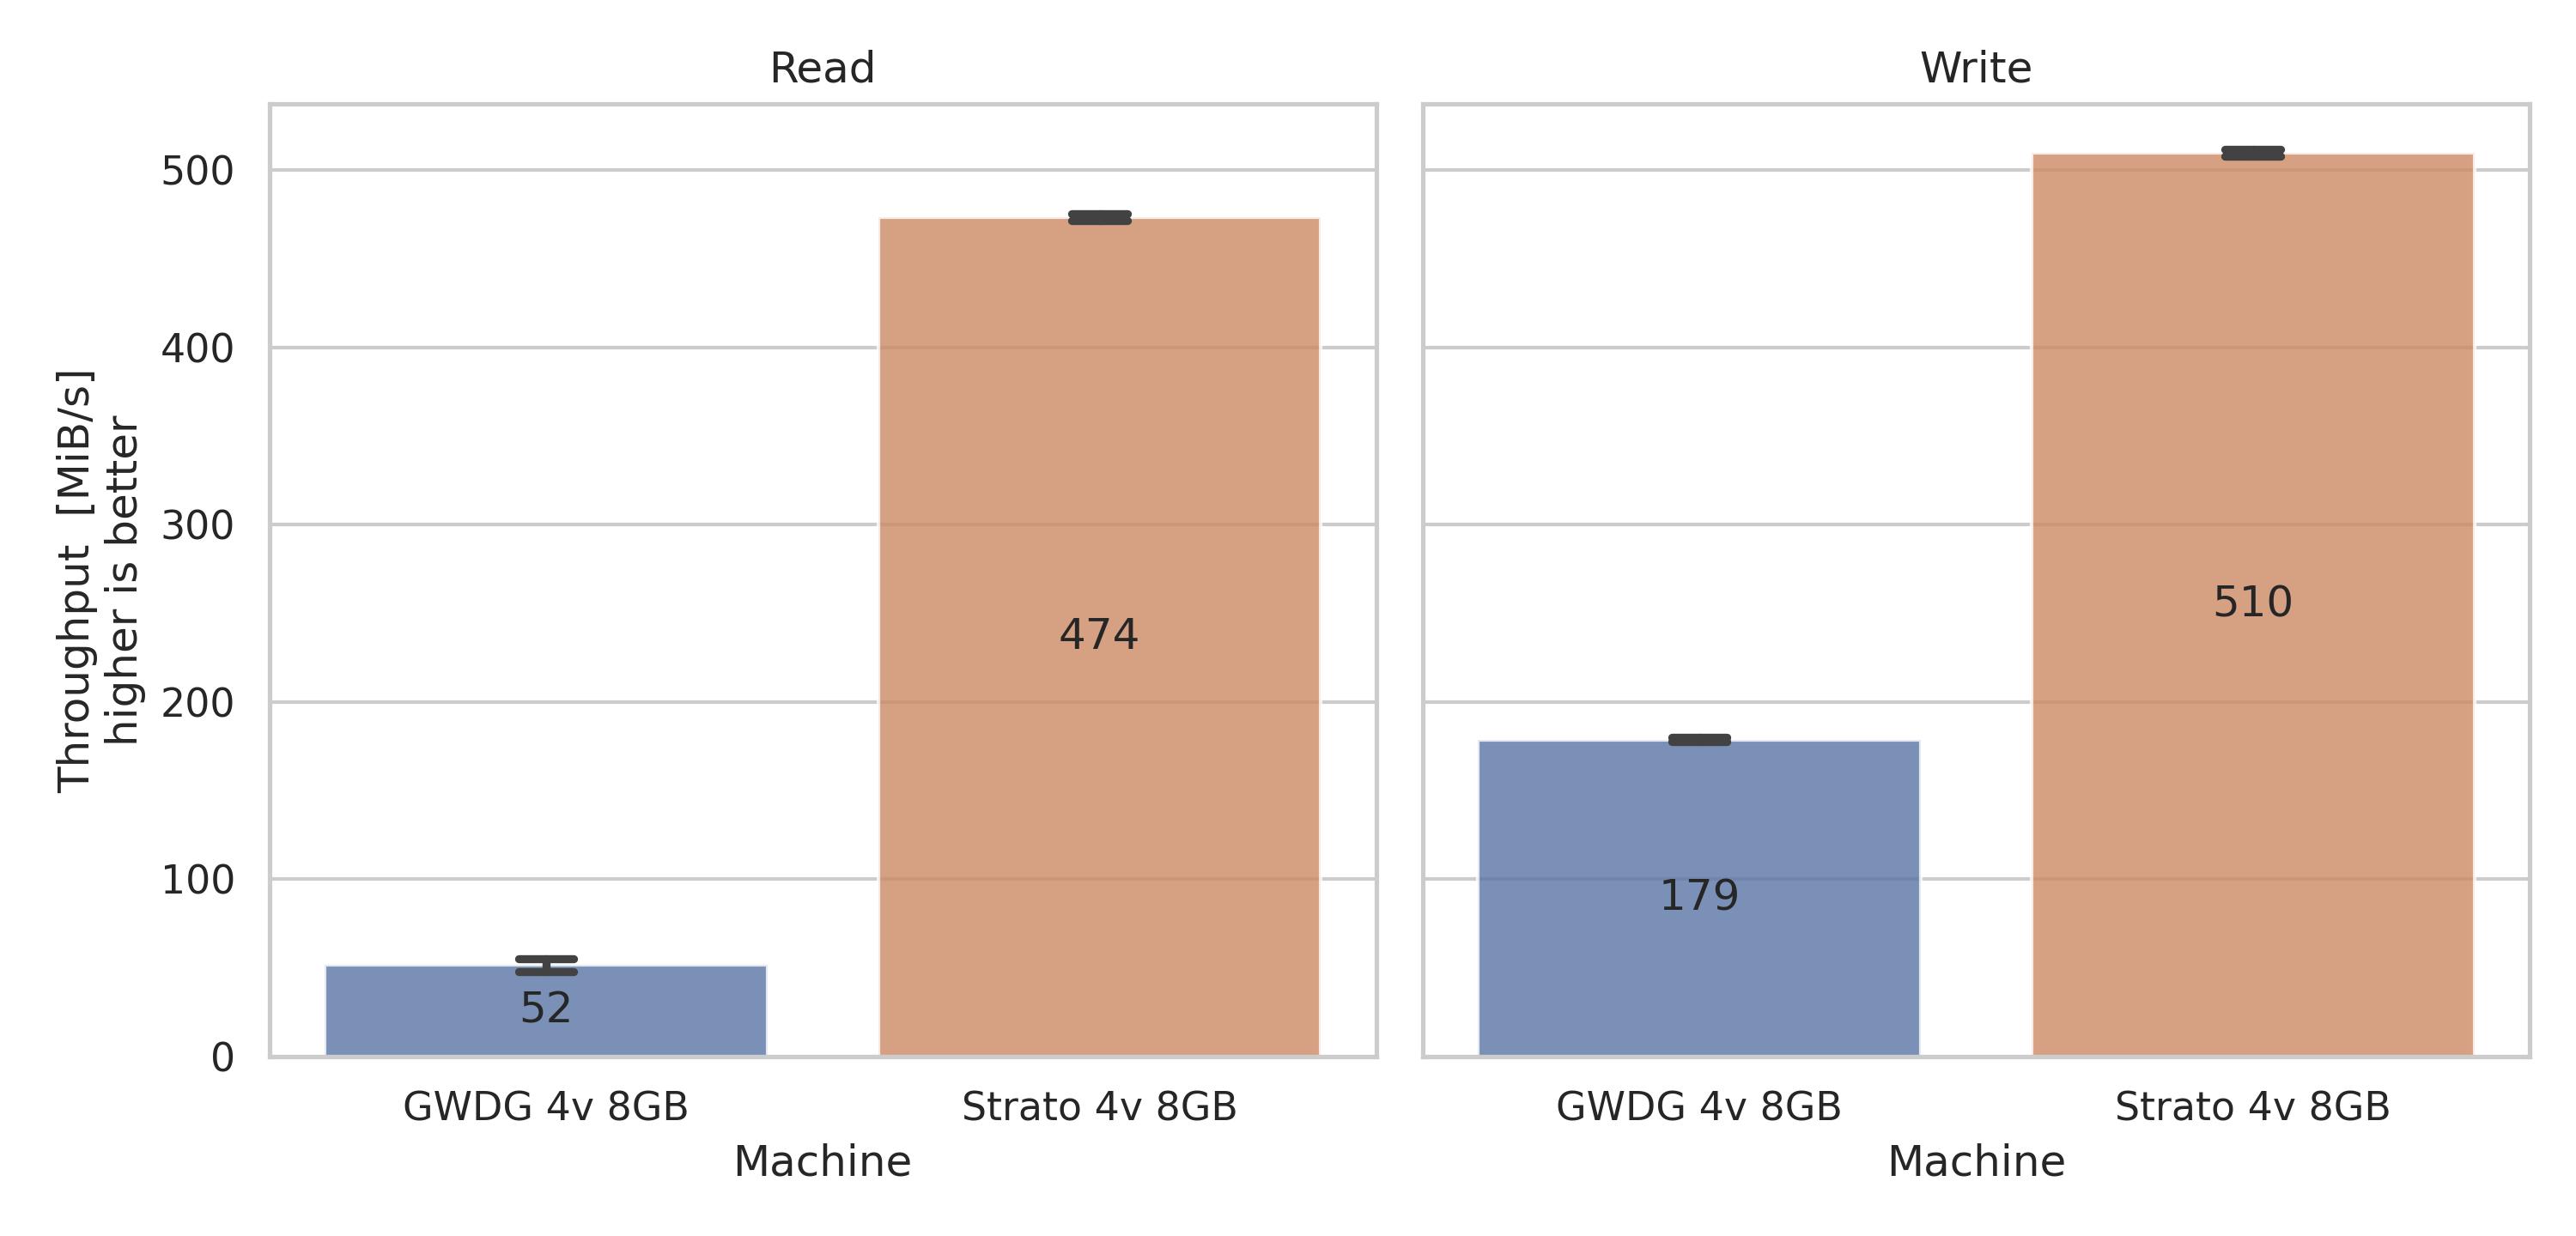 Read
Write
Throughput [MiB/s]
higher is better
500
400
300
200
100
0
52
474
179
510
GWDG 4v 8GB
Strato 4v 8GB
GWDG 4v 8GB
Strato 4v 8GB
Machine
Machine